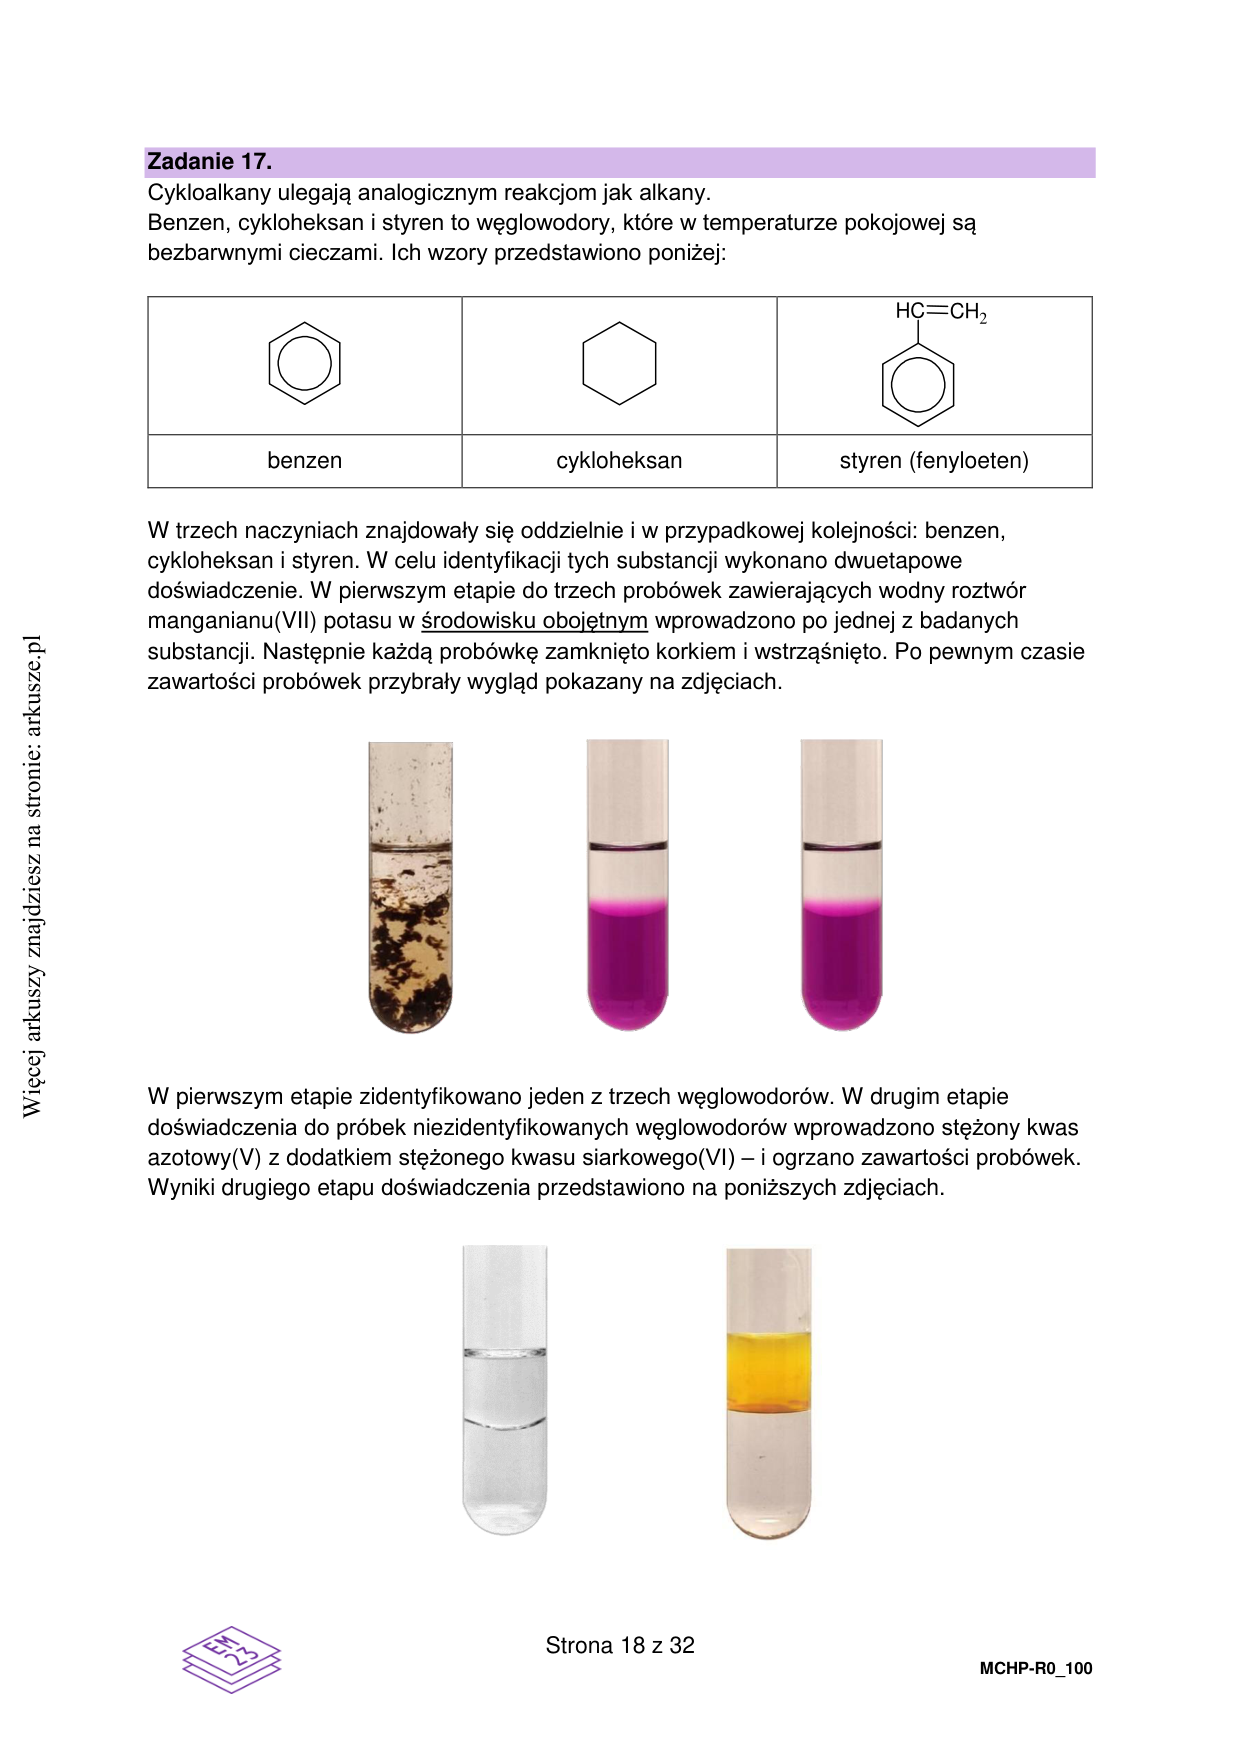 Zadanie 17.
Cykloalkany ulegają analogicznym reakcjom jak alkany.
Benzen, cykloheksan i styren to węglowodory, które w temperaturze pokojowej są
bezbarwnymi cieczami. Ich wzory przedstawiono poniżej:
HC=CH2
benzen cykloheksan styren (fenyloeten)
W trzech naczyniach znajdowały się oddzielnie i w przypadkowej kolejności: benzen,
cykloheksan i styren. W celu identyfikacji tych substancji wykonano dwuetapowe
doświadczenie. W pierwszym etapie do trzech probówek zawierających wodny roztwór
manganianu(VII) potasu w środowisku obojętnym wprowadzono po jednej z badanych
substancji. Następnie każdą probówkę zamknięto korkiem i wstrząśnięto. Po pewnym czasie
zawartości probówek przybrały wygląd pokazany na zdjęciach.
W pierwszym etapie zidentyfikowano jeden z trzech węglowodorów. W drugim etapie
doświadczenia do próbek niezidentyfikowanych węglowodorów wprowadzono stężony kwas
azotowy(V) z dodatkiem stężonego kwasu siarkowego(VI) – i ogrzano zawartości probówek.
Wyniki drugiego etapu doświadczenia przedstawiono na poniższych zdjęciach.
Więcej arkuszy znajdziesz na stronie: arkusze.pl
EM
23
Strona 18 z 32
MCHP-R0_100